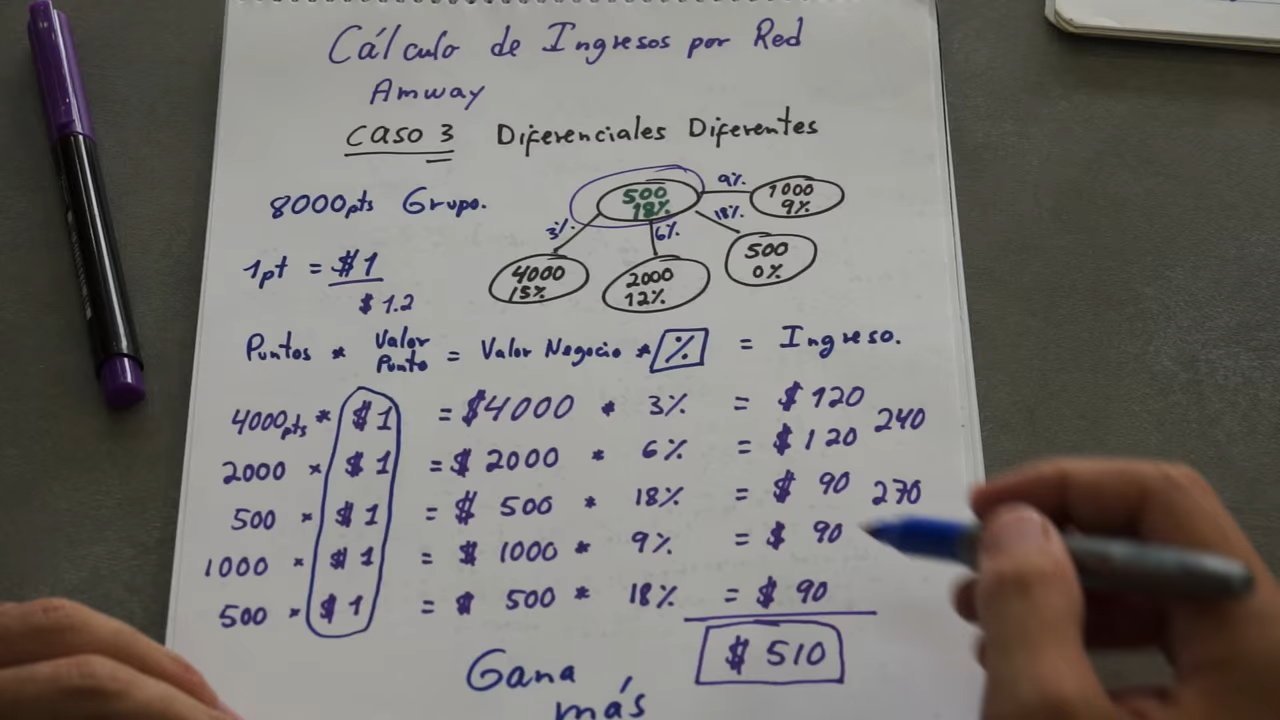 Cálculo de Ingresos por Red
Amway
Caso 3 Diferenciales Diferentes
8000pts Grupo.
1pt = $1
$1.2
500
18%
9%
1000
9%
3%
6%
18%
4000
15%
2000
12%
500
0%
Puntos * Valor Punto = Valor Negocio * % = Ingreso.
4000pts * $1 = $4000 * 3% = $120
240
2000 * $1 = $2000 * 6% = $120
500 * $1 = $500 * 18% = $90 270
1000 * $1 = $1000 * 9% = $90
500 * $1 = $500 * 18% = $90
$510
Gana
más